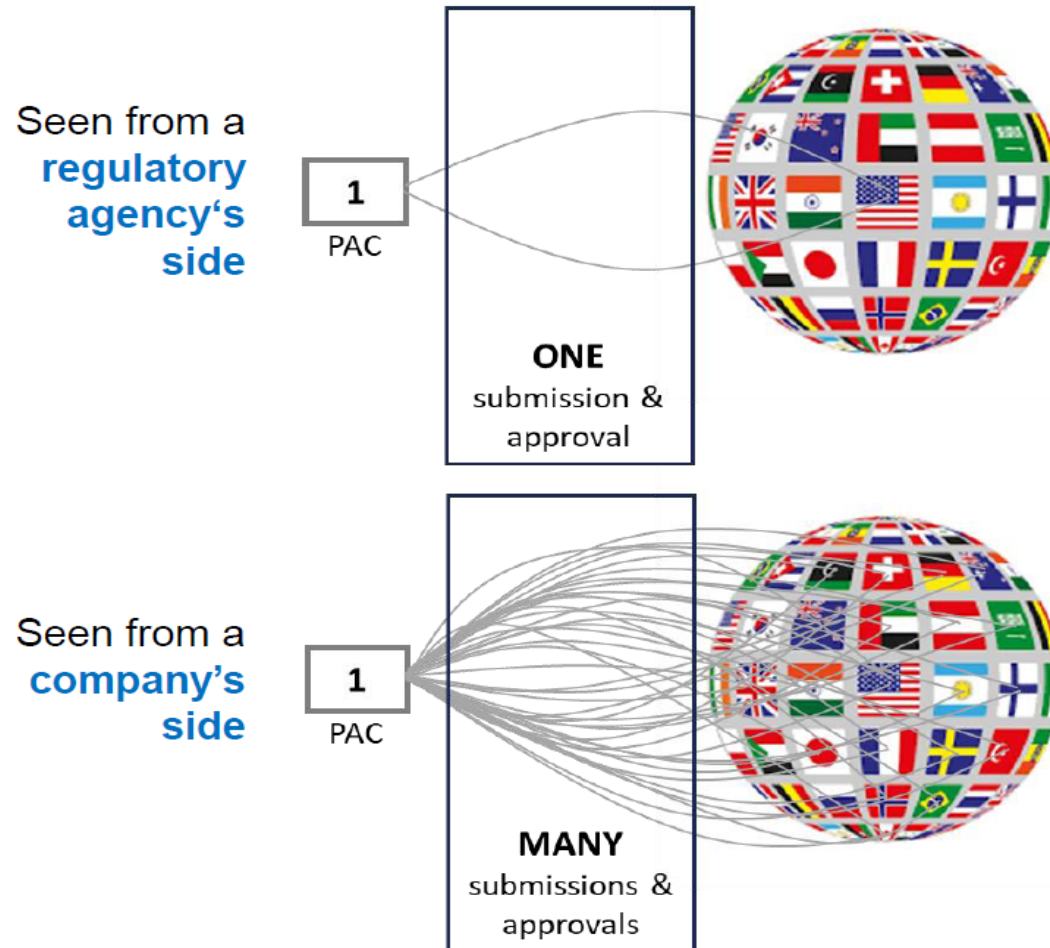 Seen from a
regulatory
agency‘s
side
1
PAC
ONE
submission &
approval
Seen from a
company’s
side
1
PAC
MANY
submissions &
approvals